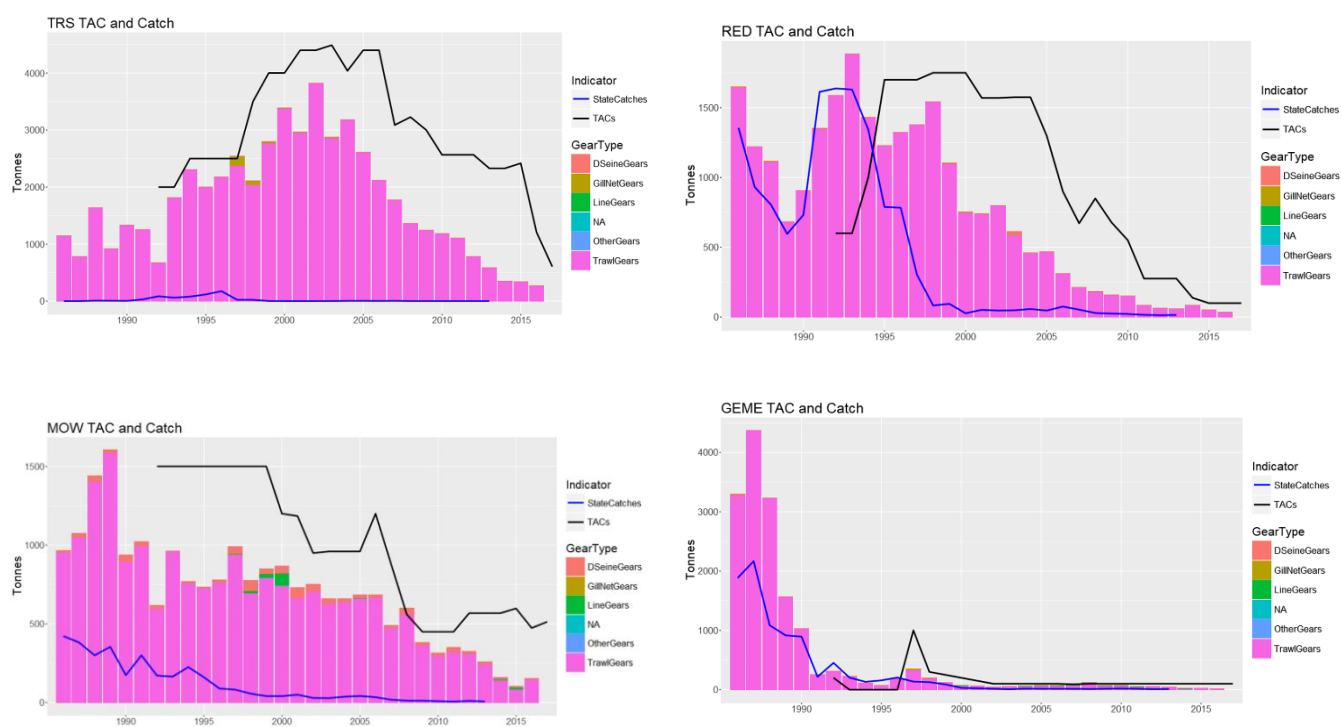 TRS TAC and Catch
4000
3000
2000
1000
0
Tonnes
1990
1995
2000
2005
2010
2015
Indicator
StateCatches
TACs
GearType
DSeineGears
GillNetGears
LineGears
NA
OtherGears
TrawlGears
RED TAC and Catch
1500
1000
500
0
Tonnes
1990
1995
2000
2005
2010
2015
Indicator
StateCatches
TACs
GearType
DSeineGears
GillNetGears
LineGears
NA
OtherGears
TrawlGears
MOW TAC and Catch
1500
1000
500
0
Tonnes
1990
1995
2000
2005
2010
2015
Indicator
StateCatches
TACs
GearType
DSeineGears
GillNetGears
LineGears
NA
OtherGears
TrawlGears
GEME TAC and Catch
4000
3000
2000
1000
0
Tonnes
1990
1995
2000
2005
2010
2015
Indicator
StateCatches
TACs
GearType
DSeineGears
GillNetGears
LineGears
NA
OtherGears
TrawlGears